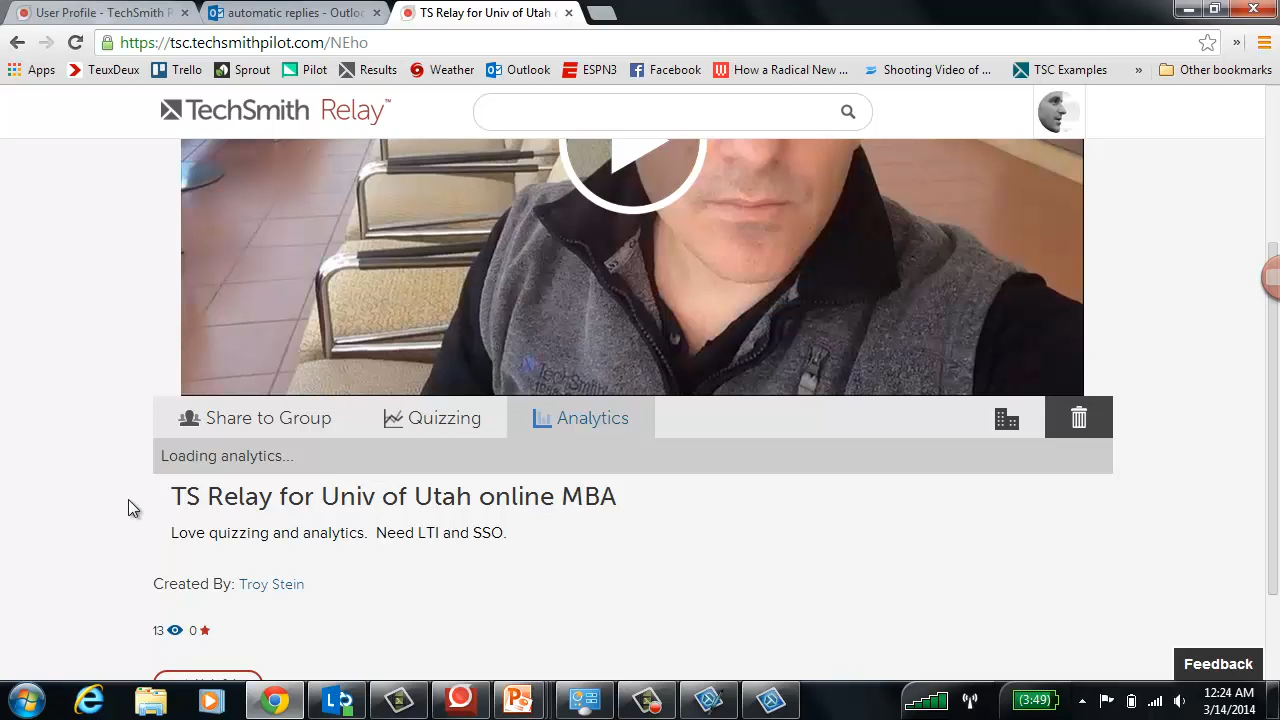 User Profile - TechSmith R
automatic replies - Outloo
TS Relay for Univ of Utah o
https://tsc.techsmithpilot.com/NEho
Apps TeuxDeux Trello Sprout Pilot Results Weather Outlook ESPN3 Facebook How a Radical New ... Shooting Video of ... TSC Examples » Other bookmarks
TechSmith Relay™
TechSmith
Share to Group Quizzing Analytics
Loading analytics...
TS Relay for Univ of Utah online MBA
Love quizzing and analytics. Need LTI and SSO.
Created By: Troy Stein
13 0
Feedback
(3:49) 12:24 AM
3/14/2014